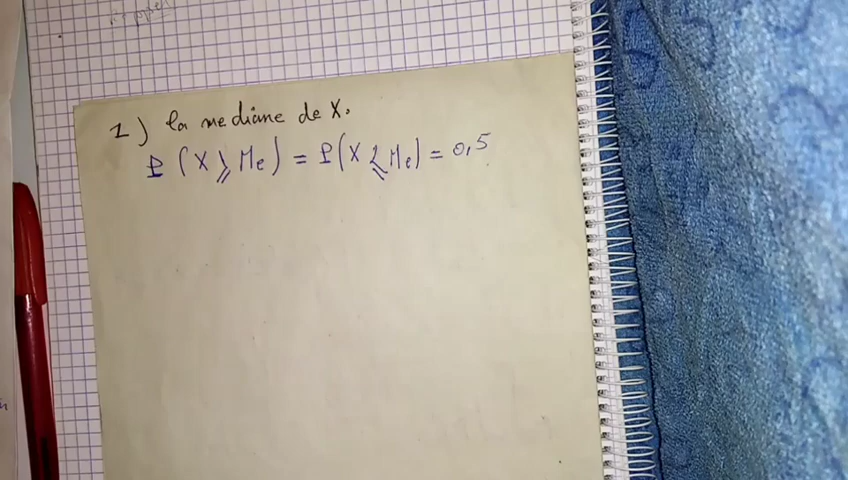 1) la mediane de X.
P (X ⩾ Me) = P(X ⩽ Me) = 0,5